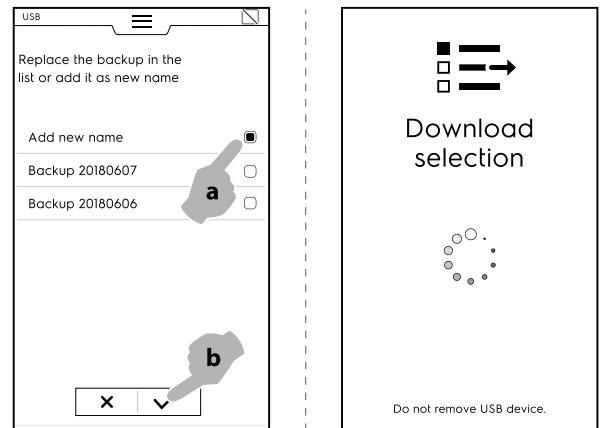 USB
Replace the backup in the
list or add it as new name
Add new name
Backup 20180607
Backup 20180606
a
b
Download
selection
Do not remove USB device.